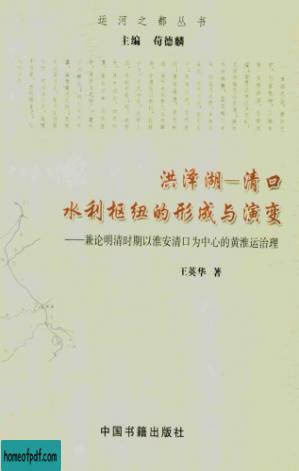 运河之都丛书
主编 荀德麟
洪泽湖—清口
水利枢纽的形成与演变
——兼论明清时期以淮安清口为中心的黄淮运治理
王英华 著
中国书籍出版社
homeofpdf.com